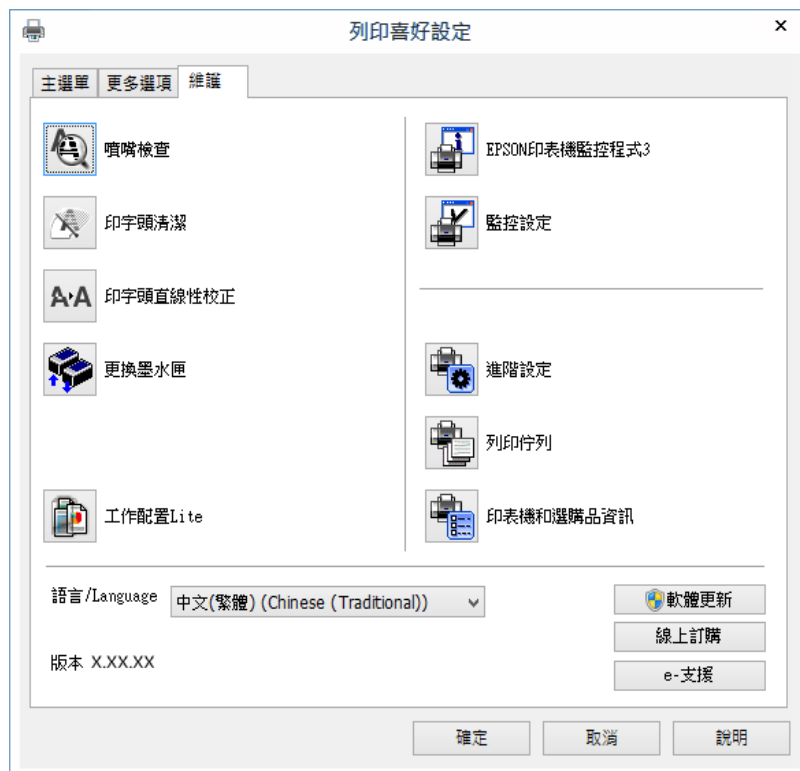 列印喜好設定
主選單 更多選項 維護
噴嘴檢查
印字頭清潔
印字頭直線性校正
更換墨水匣
工作配置Lite
EPSON印表機監控程式3
監控設定
進階設定
列印佇列
印表機和選購品資訊
語言/Language 中文(繁體) (Chinese (Traditional))
版本 X.XX.XX
軟體更新
線上訂購
e-支援
確定 取消 說明